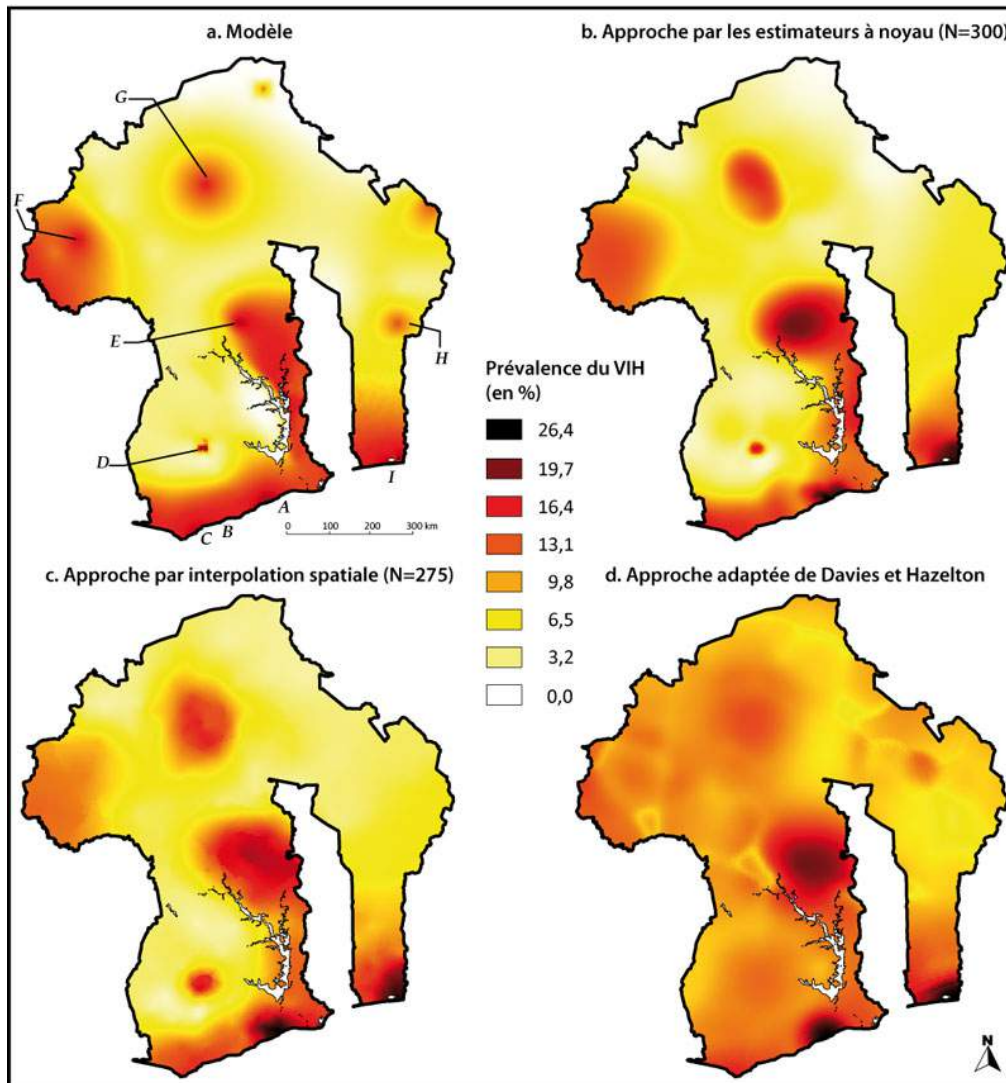 a. Modèle
b. Approche par les estimateurs à noyau (N=300)
G
F
E
H
D
I
A
B
C
0 100 200 300 km
Prévalence du VIH
(en %)
26,4
19,7
16,4
13,1
9,8
6,5
3,2
0,0
c. Approche par interpolation spatiale (N=275)
d. Approche adaptée de Davies et Hazelton
N